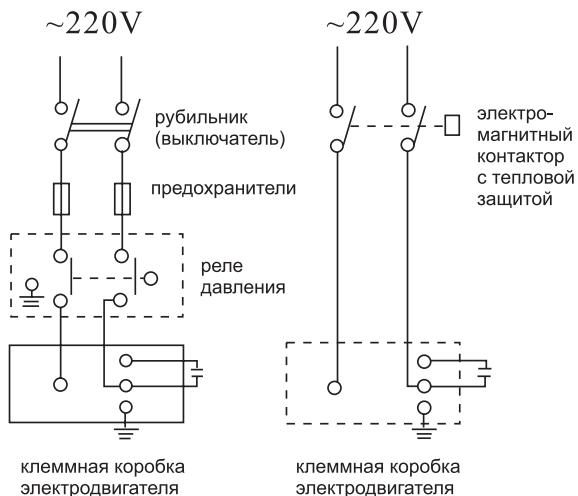 ~220V
рубильник
(выключатель)
предохранители
реле
давления
клеммная коробка
электродвигателя
~220V
электро-
магнитный
контактор
с тепловой
защитой
клеммная коробка
электродвигателя